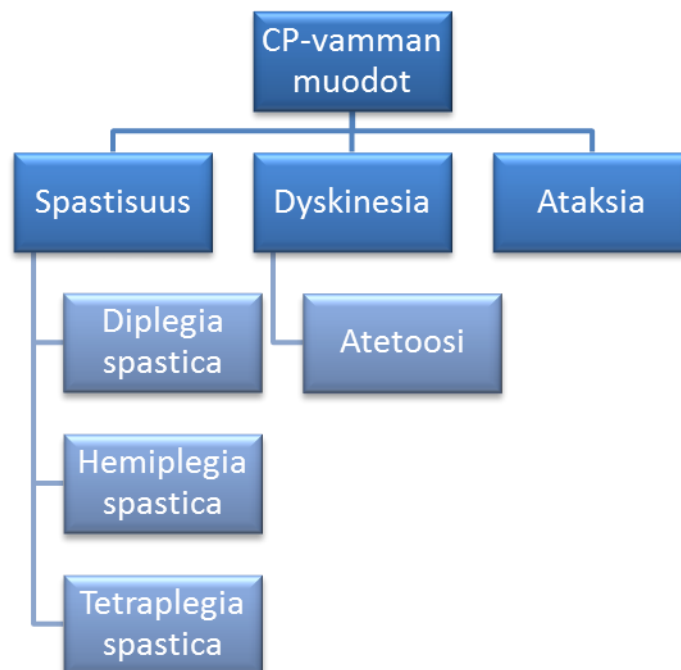 CP-vamman
muodot
Spastisuus
Dyskinesia
Ataksia
Diplegia
spastica
Atetoosi
Hemiplegia
spastica
Tetraplegia
spastica